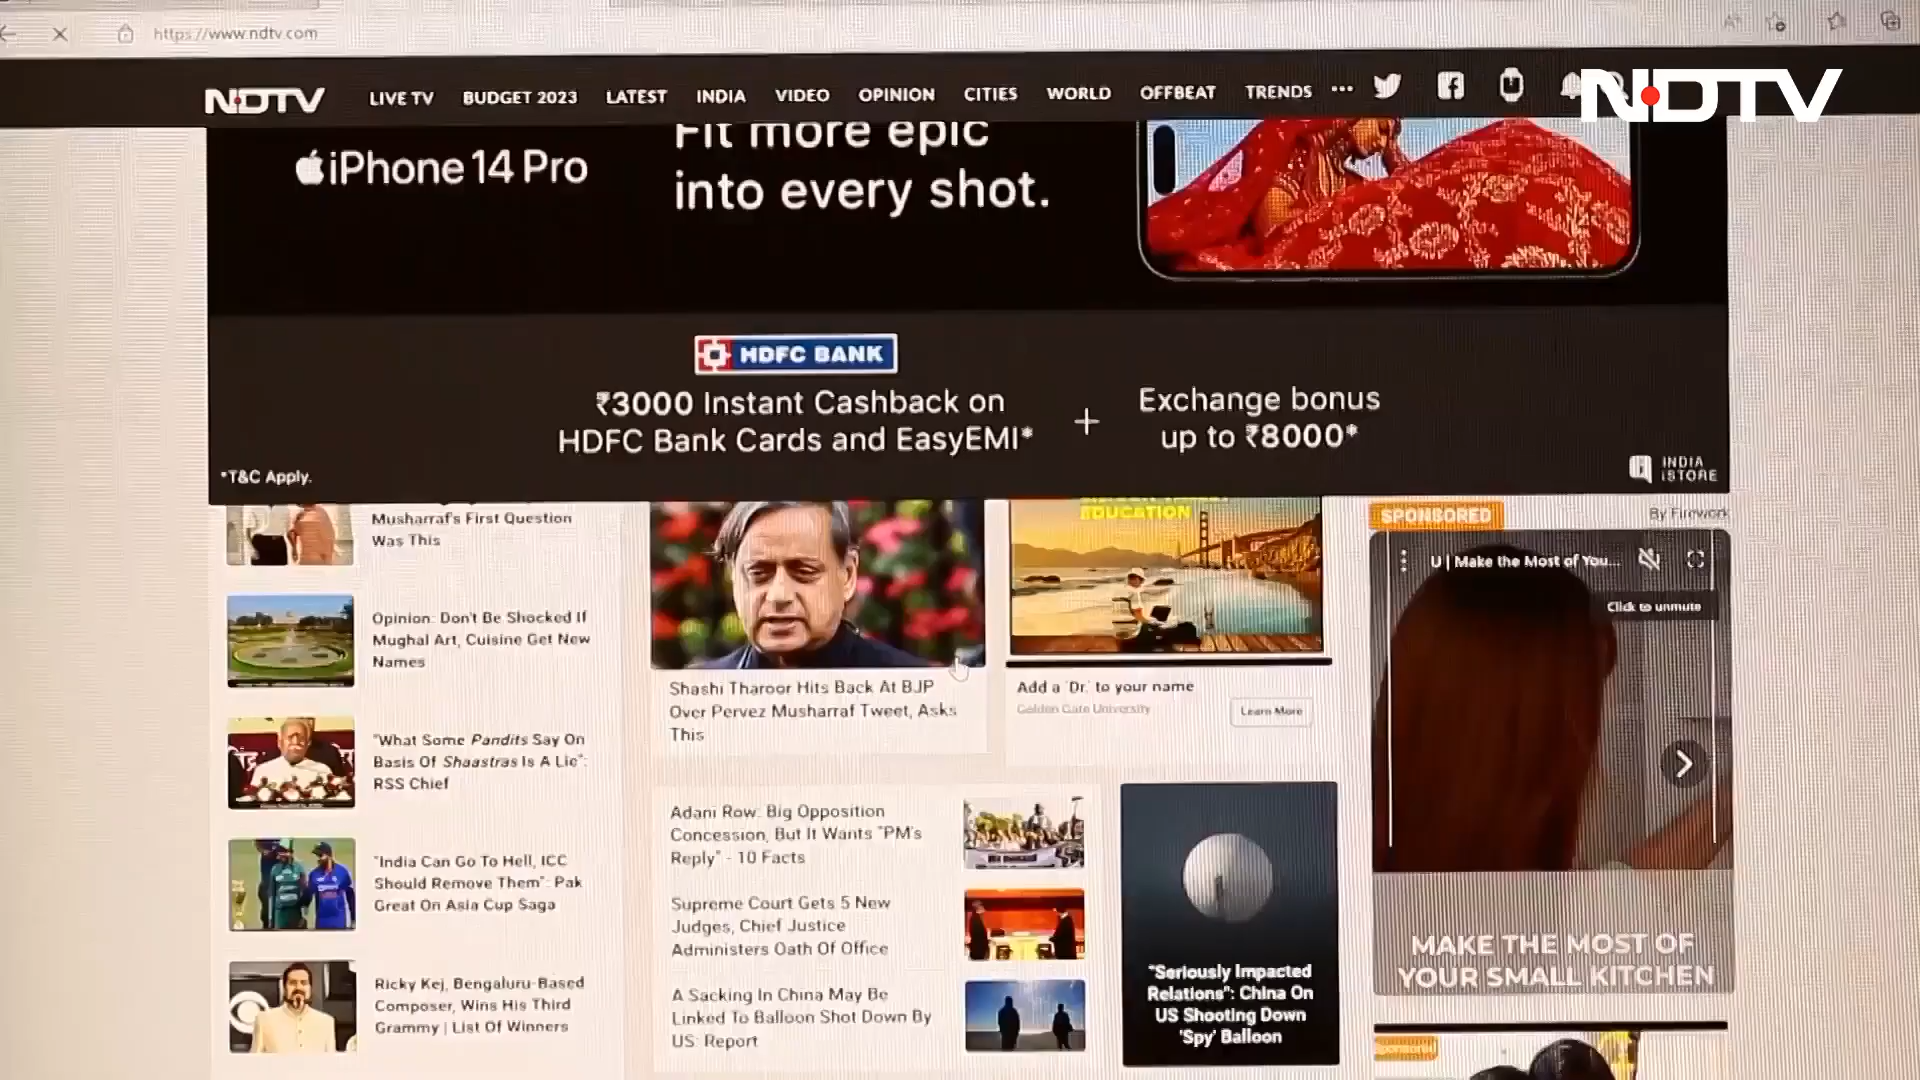 https://www.ndtv.com
NDTV
LIVE TV
BUDGET 2023
LATEST
INDIA
VIDEO
OPINION
CITIES
WORLD
OFFBEAT
TRENDS
NDTV
iPhone 14 Pro
Fit more epic
into every shot.
HDFC BANK
₹3000 Instant Cashback on
HDFC Bank Cards and EasyEMI*
+
Exchange bonus
up to ₹8000*
*T&C Apply.
INDIA
iSTORE
Musharraf's First Question
Was This
Opinion: Don't Be Shocked If
Mughal Art, Cuisine Get New
Names
"What Some Pandits Say On
Basis Of Shaastras Is A Lie":
RSS Chief
"India Can Go To Hell, ICC
Should Remove Them": Pak
Great On Asia Cup Saga
Ricky Kej, Bengaluru-Based
Composer, Wins His Third
Grammy | List Of Winners
Shashi Tharoor Hits Back At BJP
Over Pervez Musharraf Tweet, Asks
This
Adani Row: Big Opposition
Concession, But It Wants "PM's
Reply" - 10 Facts
Supreme Court Gets 5 New
Judges, Chief Justice
Administers Oath Of Office
A Sacking In China May Be
Linked To Balloon Shot Down By
US: Report
EDUCATION
Add a 'Dr.' to your name
Golden Gate University
Learn More
"Seriously Impacted
Relations": China On
US Shooting Down
'Spy' Balloon
SPONSORED
By Firework
U | Make the Most of You...
Click to unmute
MAKE THE MOST OF
YOUR SMALL KITCHEN
Sponsored